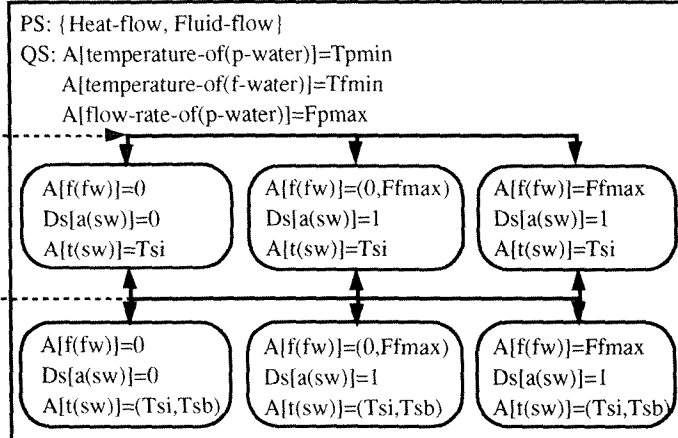 PS: {Heat-flow, Fluid-flow}
QS: A[temperature-of(p-water)]=Tpmin
A[temperature-of(f-water)]=Tfmin
A[flow-rate-of(p-water)]=Fpmax
A[f(fw)]=0
Ds[a(sw)]=0
A[t(sw)]=Tsi
A[f(fw)]=(0,Ffmax)
Ds[a(sw)]=1
A[t(sw)]=Tsi
A[f(fw)]=Ffmax
Ds[a(sw)]=1
A[t(sw)]=Tsi
A[f(fw)]=0
Ds[a(sw)]=0
A[t(sw)]=(Tsi,Tsb)
A[f(fw)]=(0,Ffmax)
Ds[a(sw)]=1
A[t(sw)]=(Tsi,Tsb)
A[f(fw)]=Ffmax
Ds[a(sw)]=1
A[t(sw)]=(Tsi,Tsb)